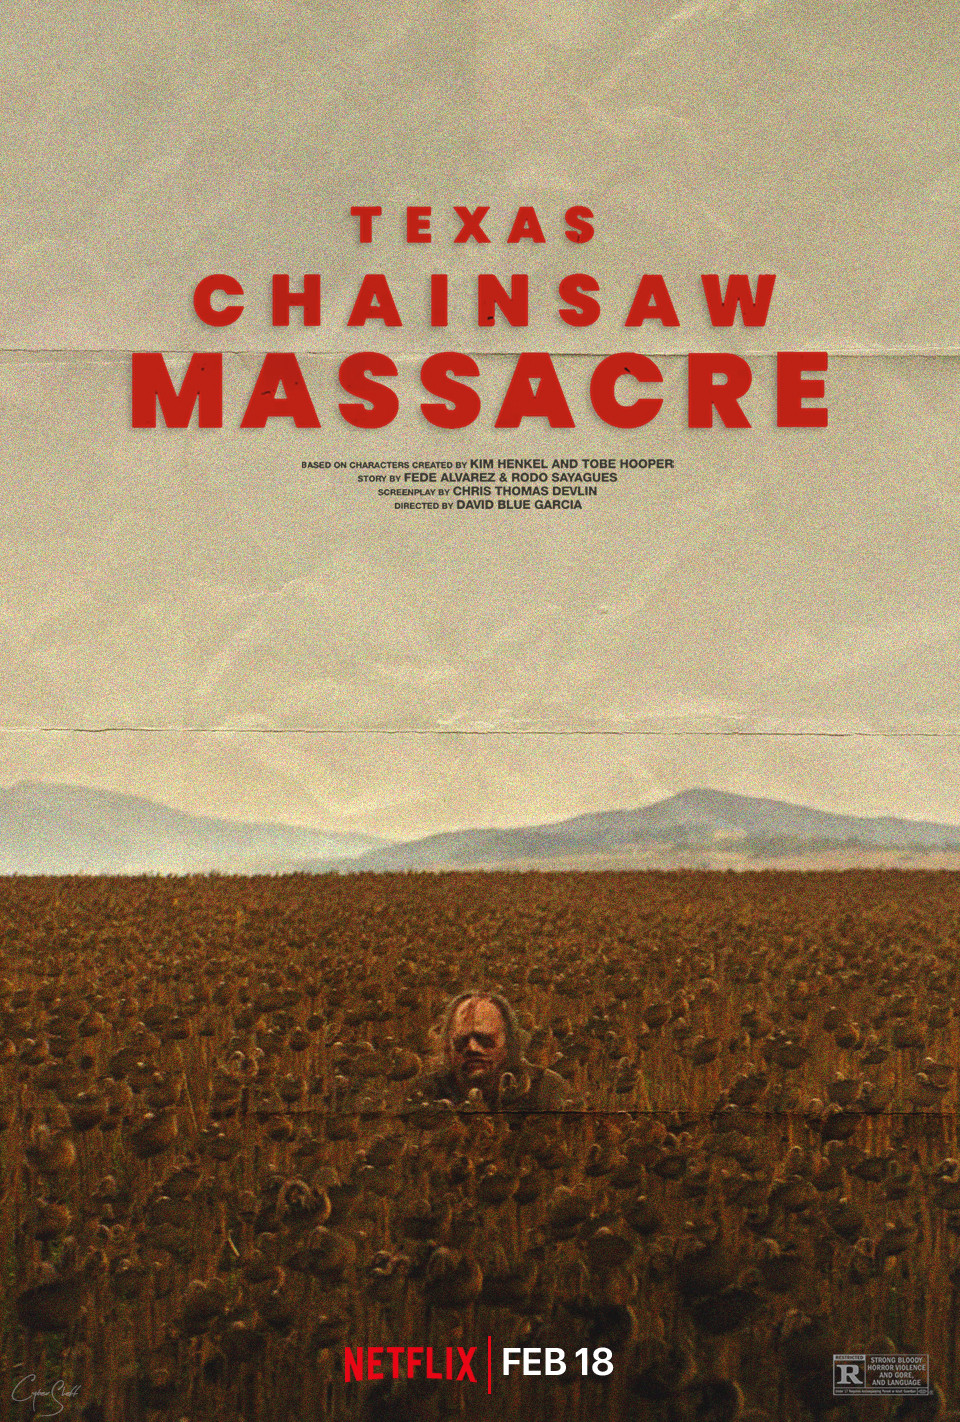 TEXAS
CHAINSAW
MASSACRE
BASED ON CHARACTERS CREATED BY KIM HENKEL AND TOBE HOOPER
STORY BY FEDE ALVAREZ & RODO SAYAGUES
SCREENPLAY BY CHRIS THOMAS DEVLIN
DIRECTED BY DAVID BLUE GARCIA
NETFLIX FEB 18
RESTRICTED
R
STRONG BLOODY
HORROR VIOLENCE
AND GORE,
AND LANGUAGE